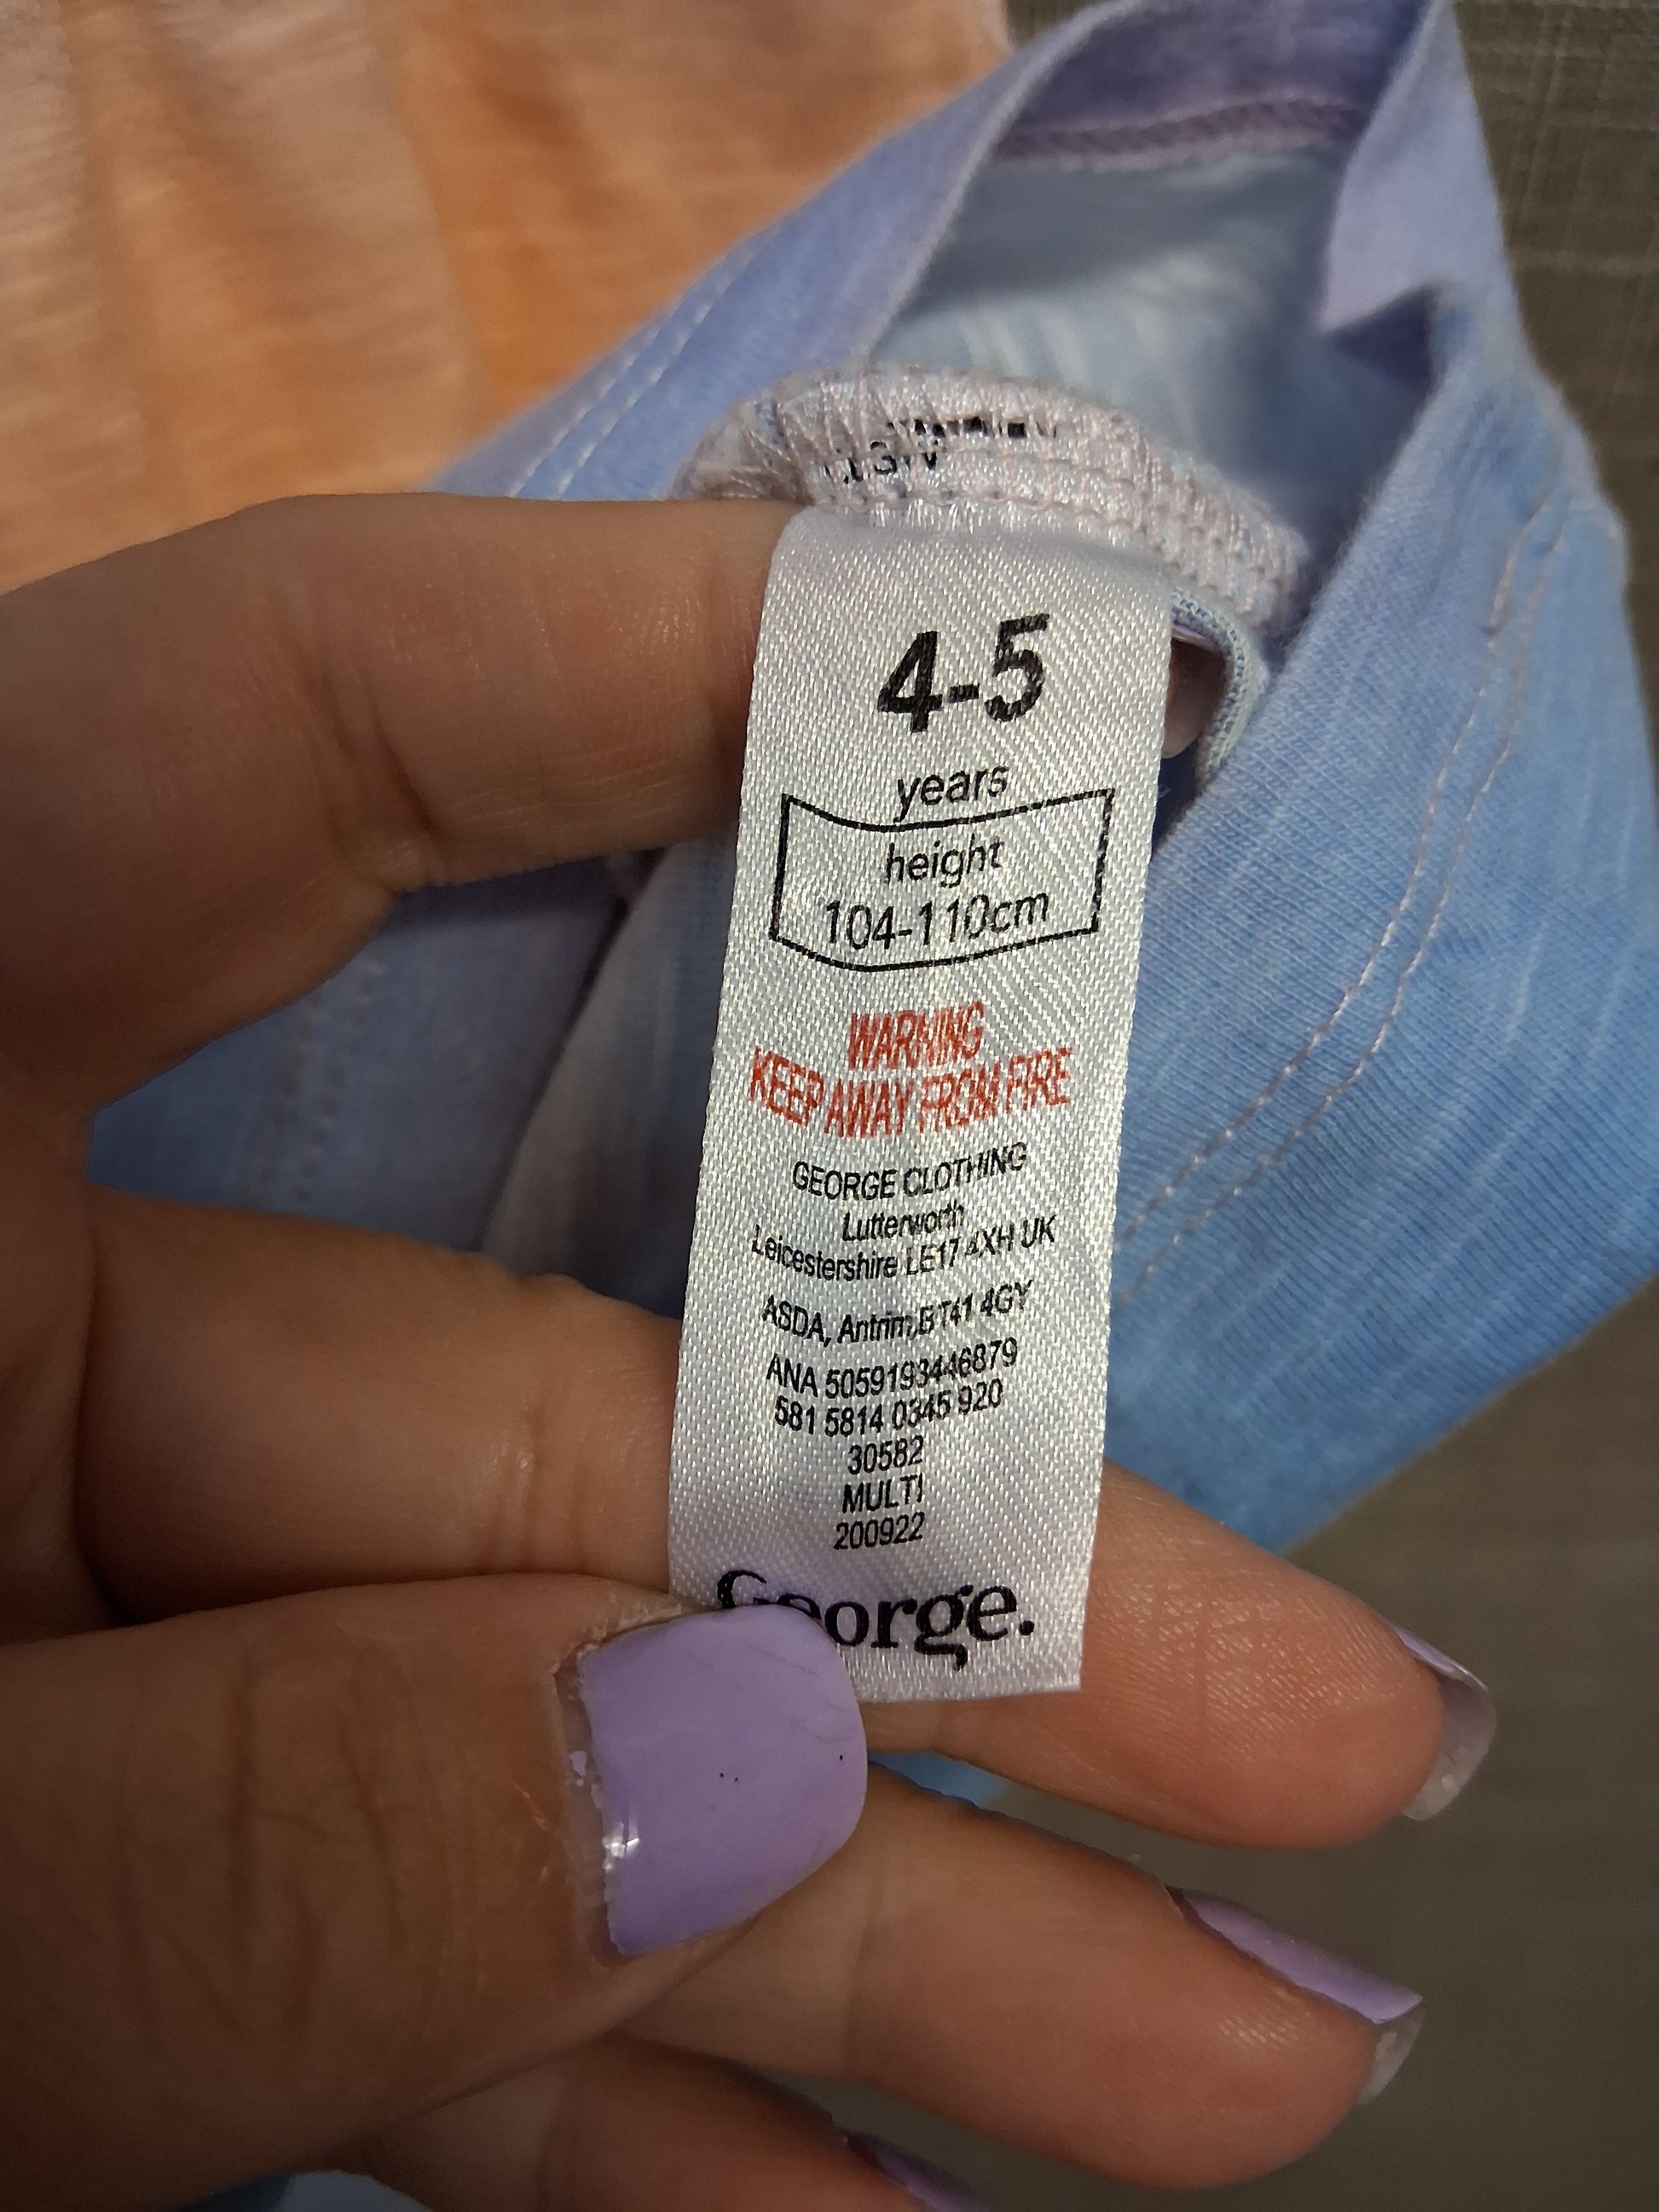 4-5
years
height
104-110cm
WARNING
KEEP AWAY FROM FIRE
GEORGE CLOTHING
Lutterworth
Leicestershire LE17 4XH UK
ASDA, Antrim,BT41 4GY
ANA 5059193446879
581 5814 0345 920
30582
MULTI
200922
George.